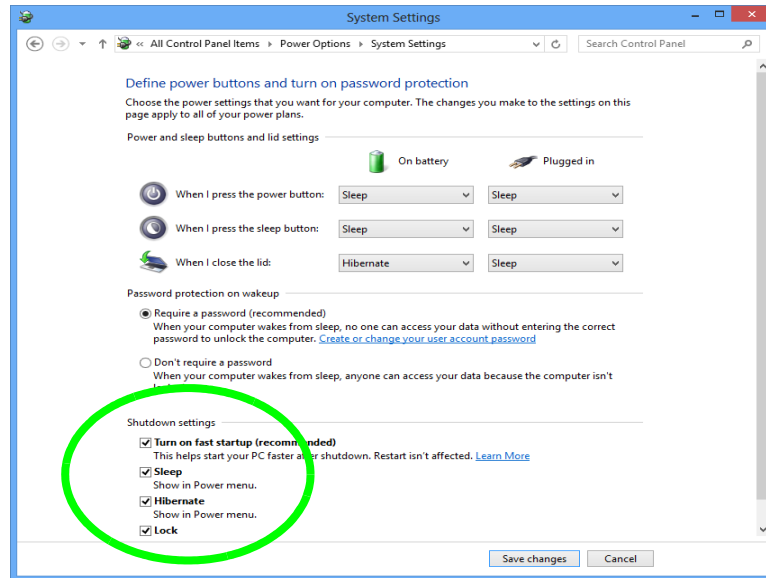 System Settings
« All Control Panel Items ▸ Power Options ▸ System Settings
Search Control Panel
Define power buttons and turn on password protection
Choose the power settings that you want for your computer. The changes you make to the settings on this
page apply to all of your power plans.
Power and sleep buttons and lid settings
On battery Plugged in
When I press the power button: Sleep Sleep
When I press the sleep button: Sleep Sleep
When I close the lid: Hibernate Sleep
Password protection on wakeup
Require a password (recommended)
When your computer wakes from sleep, no one can access your data without entering the correct
password to unlock the computer. Create or change your user account password
Don't require a password
When your computer wakes from sleep, anyone can access your data because the computer isn't
Shutdown settings
Turn on fast startup (recommended)
This helps start your PC faster after shutdown. Restart isn't affected. Learn More
Sleep
Show in Power menu.
Hibernate
Show in Power menu.
Lock
Save changes Cancel